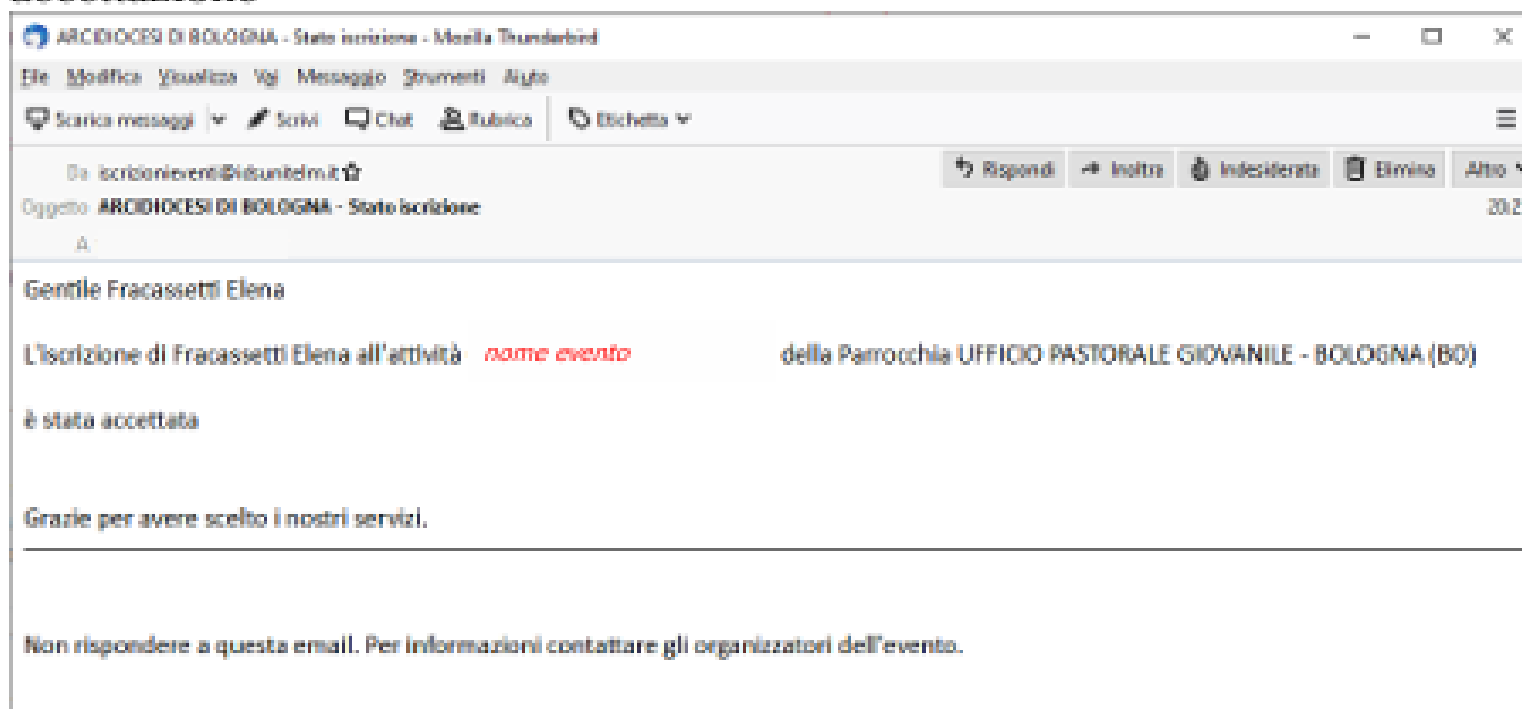 ARCIDIOCESI DI BOLOGNA - Stato iscrizione - Mozilla Thunderbird
File Modifica Visualizza Vai Messaggio Strumenti Aiuto
Scarica messaggi Scrivi Chat Rubrica Etichetta
Da iscrizionieventi@idsunitelm.it Rispondi Inoltra Indesiderata Elimina Altro
Oggetto ARCIDIOCESI DI BOLOGNA - Stato iscrizione
A
Gentile Fracassetti Elena
L'iscrizione di Fracassetti Elena all'attività nome evento della Parrocchia UFFICIO PASTORALE GIOVANILE - BOLOGNA (BO)
è stata accettata
Grazie per avere scelto i nostri servizi.
Non rispondere a questa email. Per informazioni contattare gli organizzatori dell'evento.